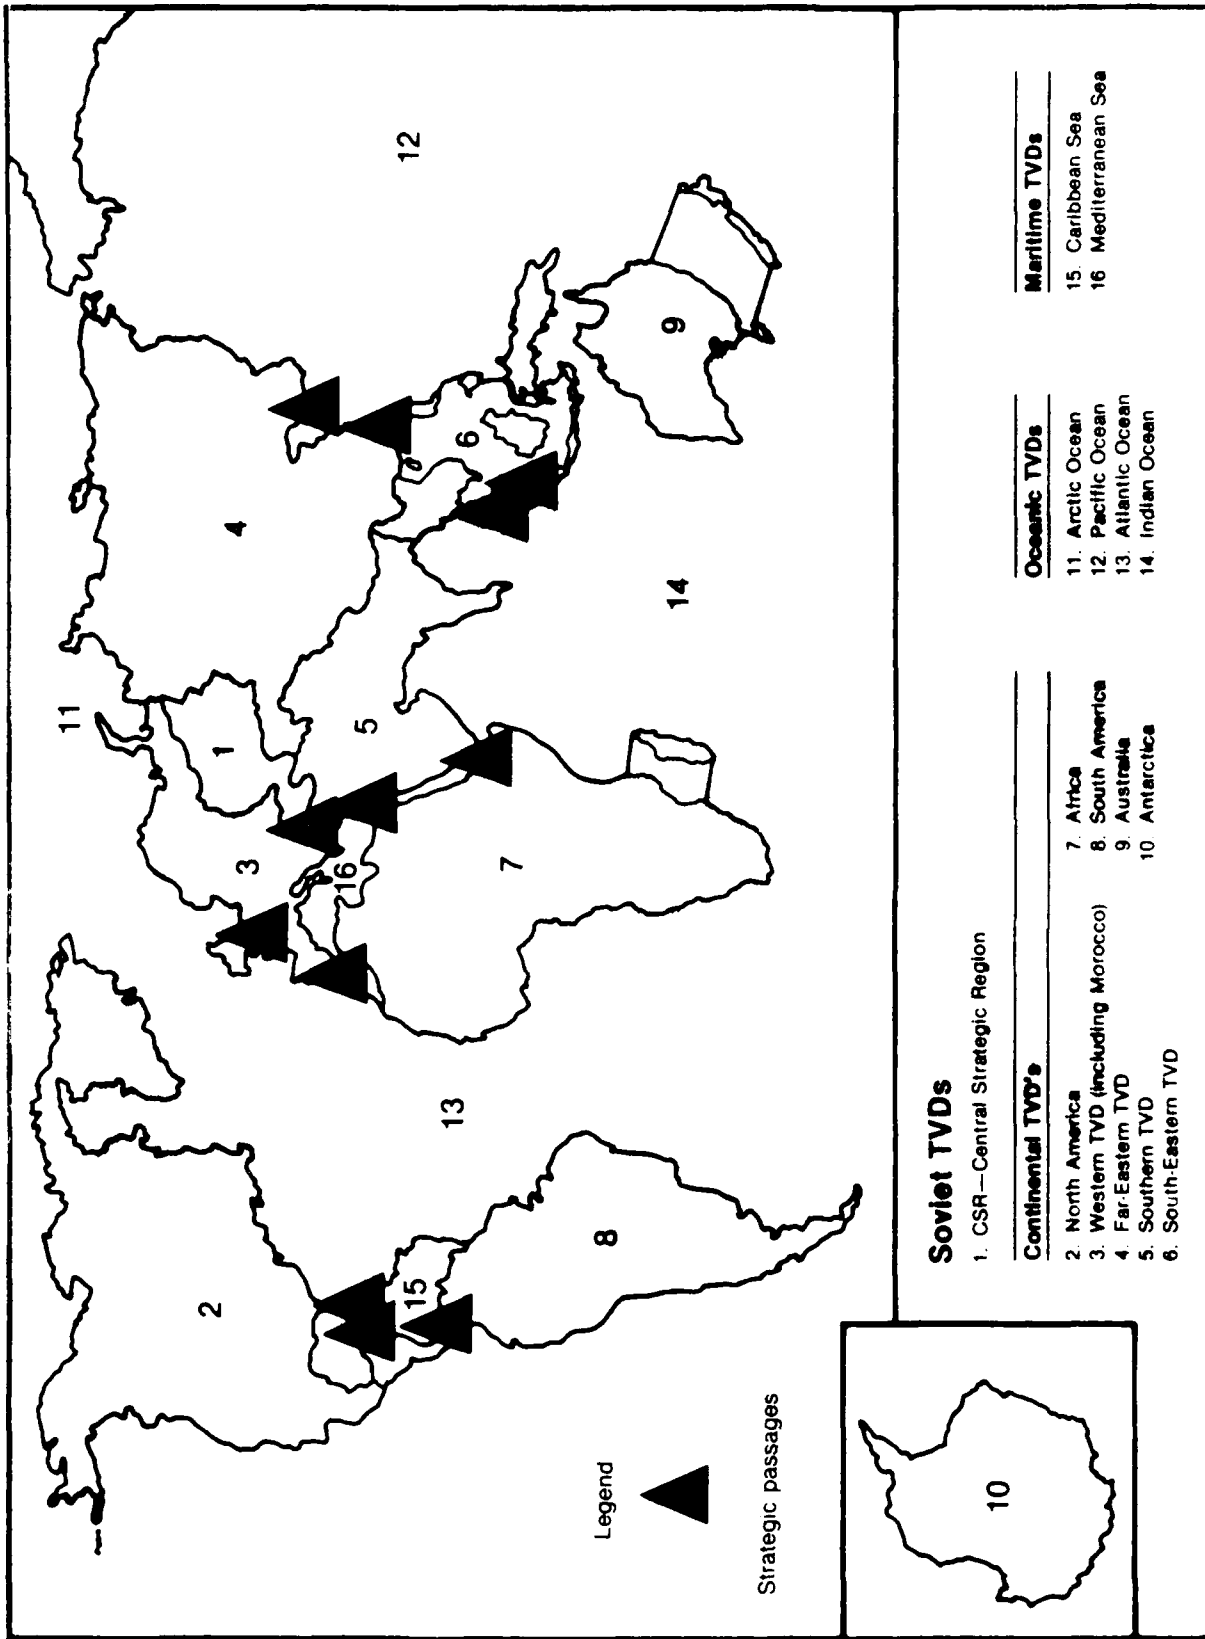 11
12
4
1
2
3
5
6
16
9
15
13
7
14
8
Legend
Strategic passages
10
Soviet TVDs
1. CSR—Central Strategic Region
Continental TVD's
2. North America
3. Western TVD (including Morocco)
4. Far-Eastern TVD
5. Southern TVD
6. South-Eastern TVD
7. Africa
8. South America
9. Australia
10. Antarctica
Oceanic TVDs
11. Arctic Ocean
12. Pacific Ocean
13. Atlantic Ocean
14. Indian Ocean
Maritime TVDs
15. Caribbean Sea
16 Mediterranean Sea